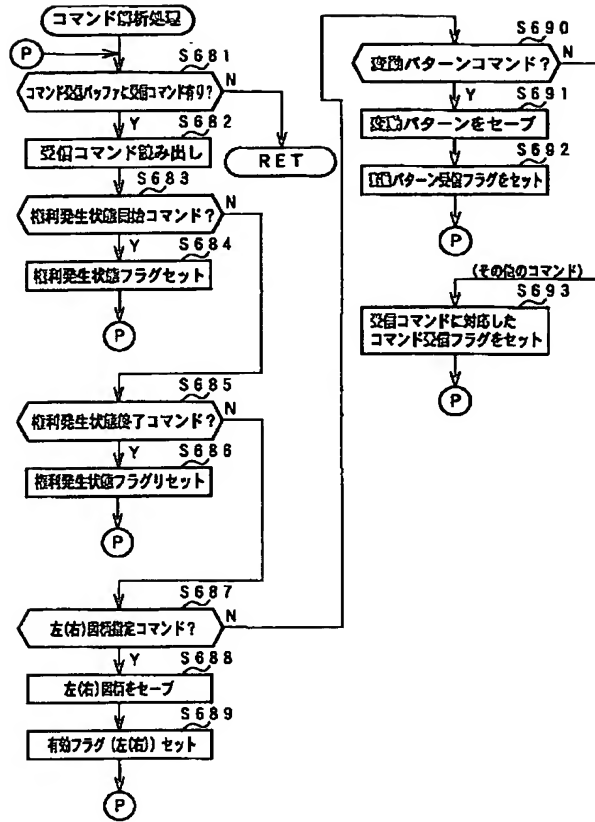 コマンド解析処理
P
S681
コマンド受信バッファに受信コマンド有り?
N
Y
RET
S682
受信コマンド読み出し
S683
権利発生状態開始コマンド?
N
Y
S684
権利発生状態フラグセット
P
S685
権利発生状態終了コマンド?
N
Y
S686
権利発生状態フラグリセット
P
S687
左(右)図柄指定コマンド?
N
Y
S688
左(右)図柄をセーブ
S689
有効フラグ(左(右))セット
P
S690
変動パターンコマンド?
N
Y
S691
変動パターンをセーブ
S692
変動パターン受信フラグをセット
P
(その他のコマンド)
S693
受信コマンドに対応した
コマンド受信フラグをセット
P